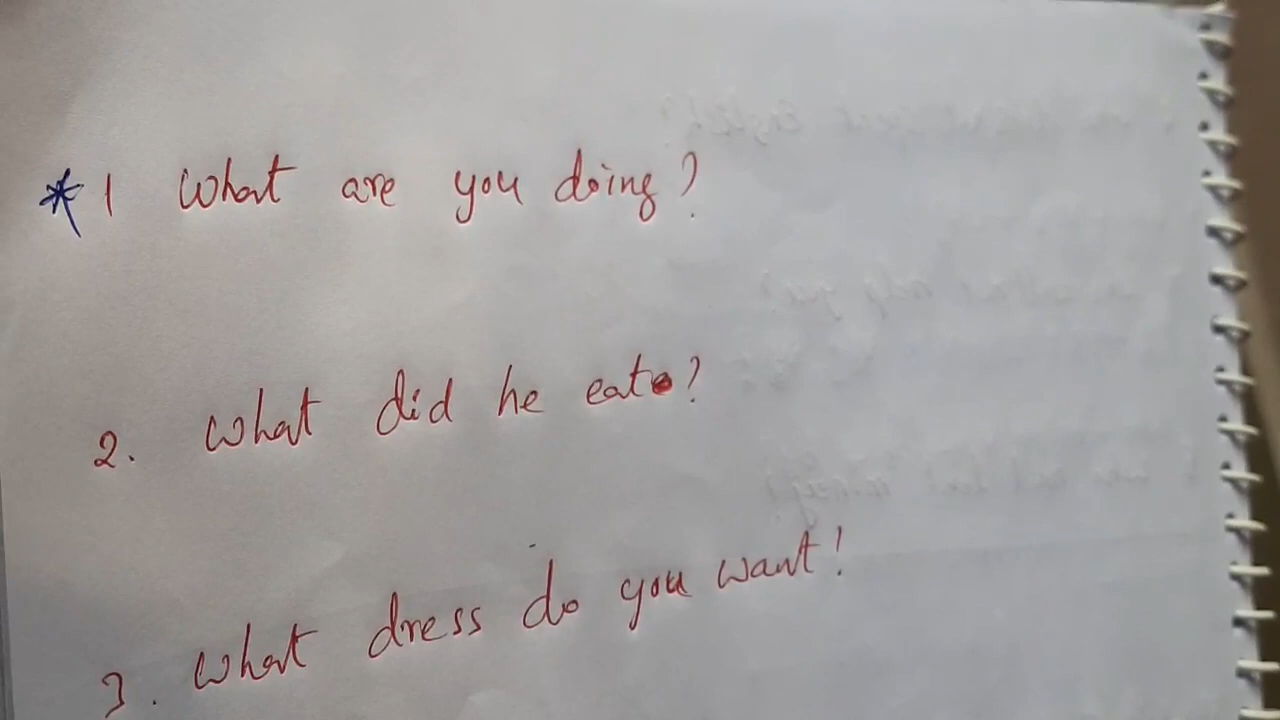 * 1 What are you doing?
2. What did he eat?
3. What dress do you want!